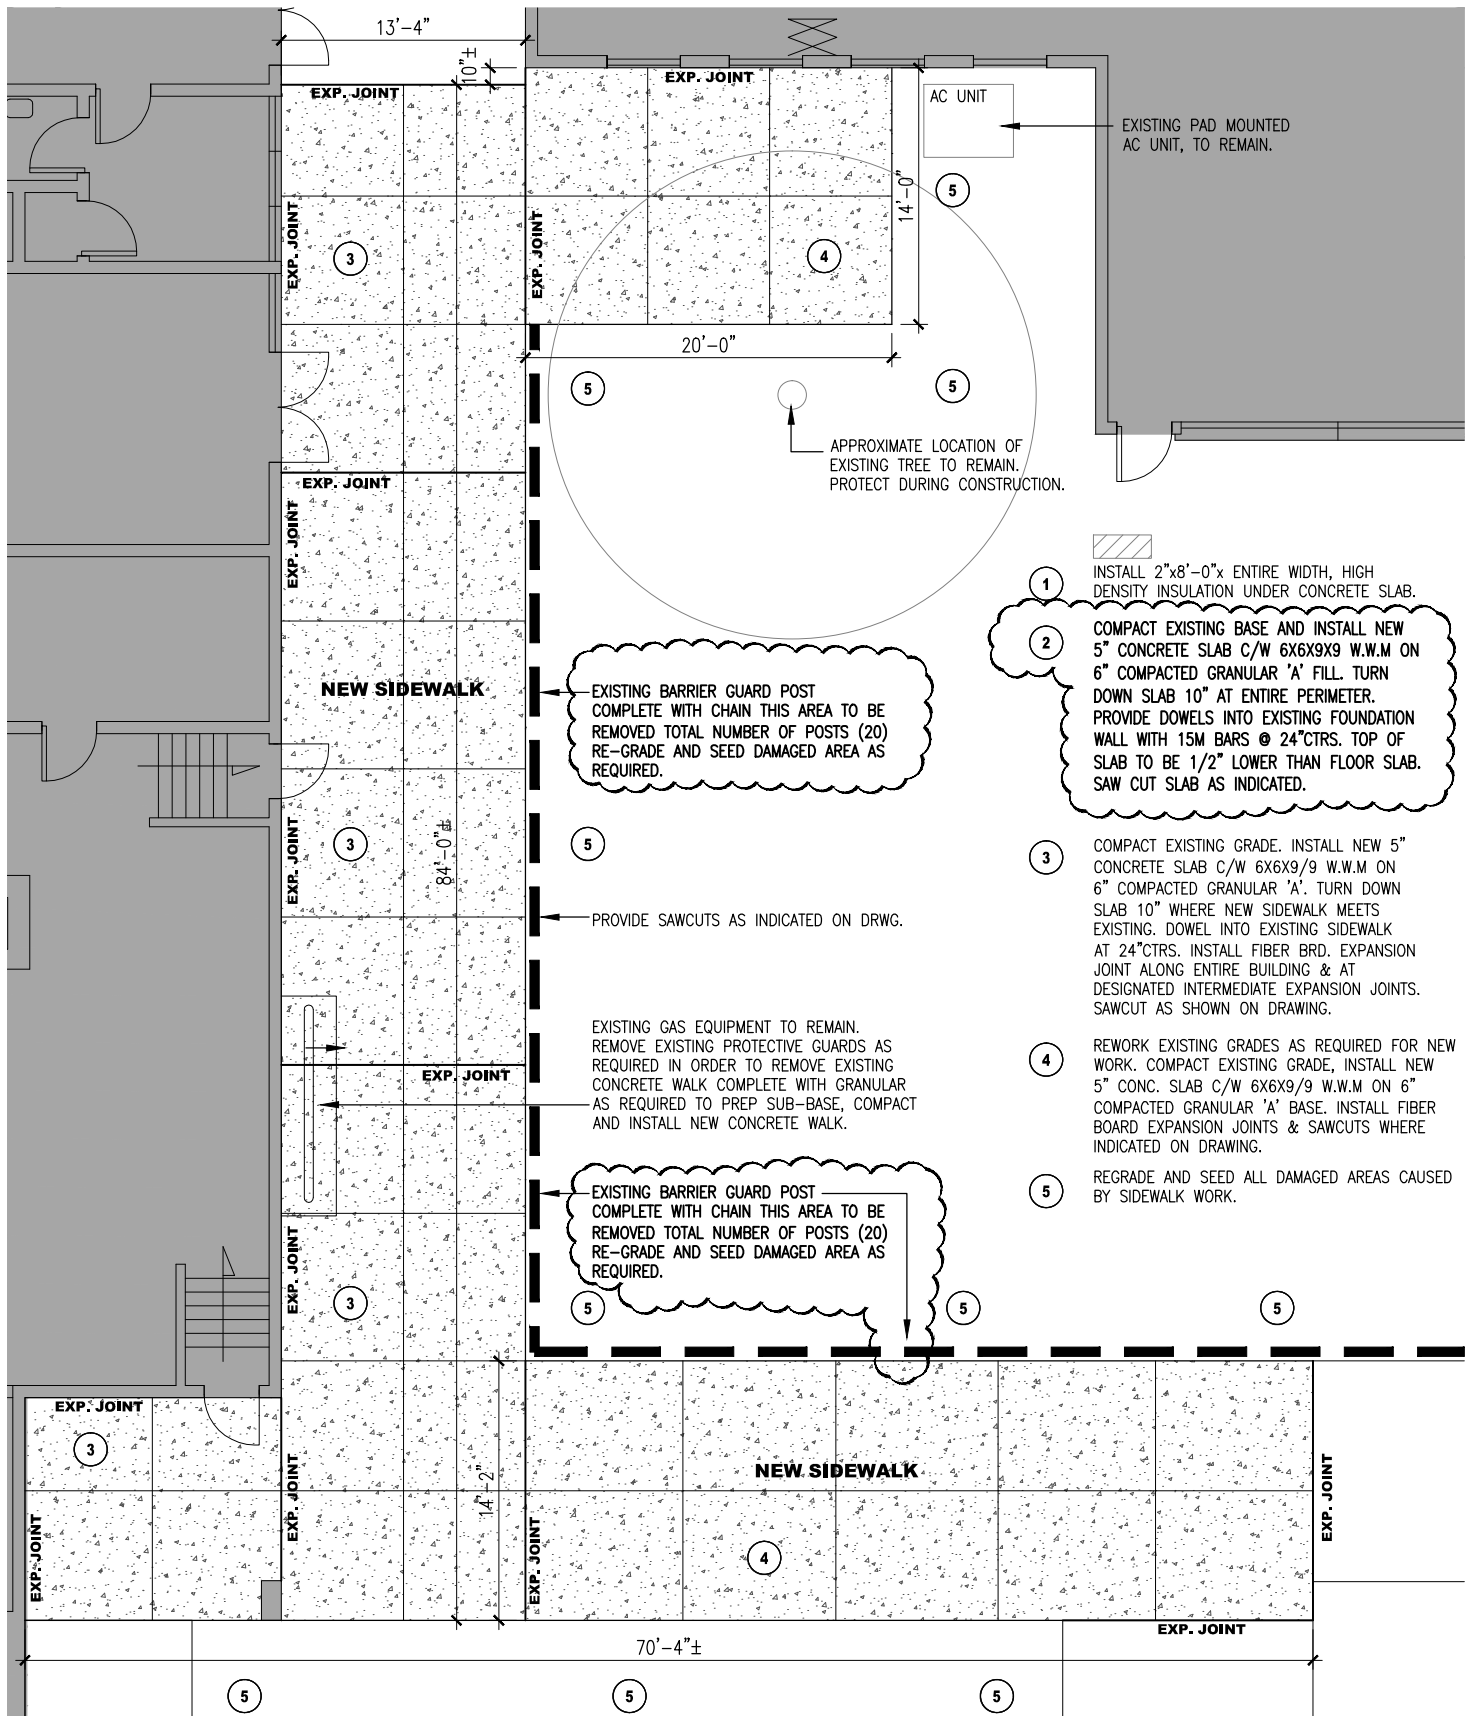 13'-4"
10"±
EXP. JOINT
EXP. JOINT
AC UNIT
EXISTING PAD MOUNTED
AC UNIT, TO REMAIN.
5
14'-0"
EXP. JOINT
3
EXP. JOINT
4
20'-0"
5
5
APPROXIMATE LOCATION OF
EXISTING TREE TO REMAIN.
PROTECT DURING CONSTRUCTION.
EXP. JOINT
EXP. JOINT
1
INSTALL 2"x8'-0"x ENTIRE WIDTH, HIGH
DENSITY INSULATION UNDER CONCRETE SLAB.
2
COMPACT EXISTING BASE AND INSTALL NEW
5" CONCRETE SLAB C/W 6X6X9X9 W.W.M ON
6" COMPACTED GRANULAR 'A' FILL. TURN
DOWN SLAB 10" AT ENTIRE PERIMETER.
PROVIDE DOWELS INTO EXISTING FOUNDATION
WALL WITH 15M BARS @ 24"CTRS. TOP OF
SLAB TO BE 1/2" LOWER THAN FLOOR SLAB.
SAW CUT SLAB AS INDICATED.
NEW SIDEWALK
EXISTING BARRIER GUARD POST
COMPLETE WITH CHAIN THIS AREA TO BE
REMOVED TOTAL NUMBER OF POSTS (20)
RE-GRADE AND SEED DAMAGED AREA AS
REQUIRED.
EXP. JOINT
3
84'-0"±
5
3
COMPACT EXISTING GRADE. INSTALL NEW 5"
CONCRETE SLAB C/W 6X6X9/9 W.W.M ON
6" COMPACTED GRANULAR 'A'. TURN DOWN
SLAB 10" WHERE NEW SIDEWALK MEETS
EXISTING. DOWEL INTO EXISTING SIDEWALK
AT 24"CTRS. INSTALL FIBER BRD. EXPANSION
JOINT ALONG ENTIRE BUILDING & AT
DESIGNATED INTERMEDIATE EXPANSION JOINTS.
SAWCUT AS SHOWN ON DRAWING.
PROVIDE SAWCUTS AS INDICATED ON DRWG.
EXISTING GAS EQUIPMENT TO REMAIN.
REMOVE EXISTING PROTECTIVE GUARDS AS
REQUIRED IN ORDER TO REMOVE EXISTING
CONCRETE WALK COMPLETE WITH GRANULAR
AS REQUIRED TO PREP SUB-BASE, COMPACT
AND INSTALL NEW CONCRETE WALK.
EXP. JOINT
4
REWORK EXISTING GRADES AS REQUIRED FOR NEW
WORK. COMPACT EXISTING GRADE, INSTALL NEW
5" CONC. SLAB C/W 6X6X9/9 W.W.M ON 6"
COMPACTED GRANULAR 'A' BASE. INSTALL FIBER
BOARD EXPANSION JOINTS & SAWCUTS WHERE
INDICATED ON DRAWING.
5
REGRADE AND SEED ALL DAMAGED AREAS CAUSED
BY SIDEWALK WORK.
EXISTING BARRIER GUARD POST
COMPLETE WITH CHAIN THIS AREA TO BE
REMOVED TOTAL NUMBER OF POSTS (20)
RE-GRADE AND SEED DAMAGED AREA AS
REQUIRED.
EXP. JOINT
3
5
5
5
EXP. JOINT
3
EXP. JOINT
EXP. JOINT
14'-2"
EXP. JOINT
NEW SIDEWALK
4
EXP. JOINT
EXP. JOINT
70'-4"±
5
5
5